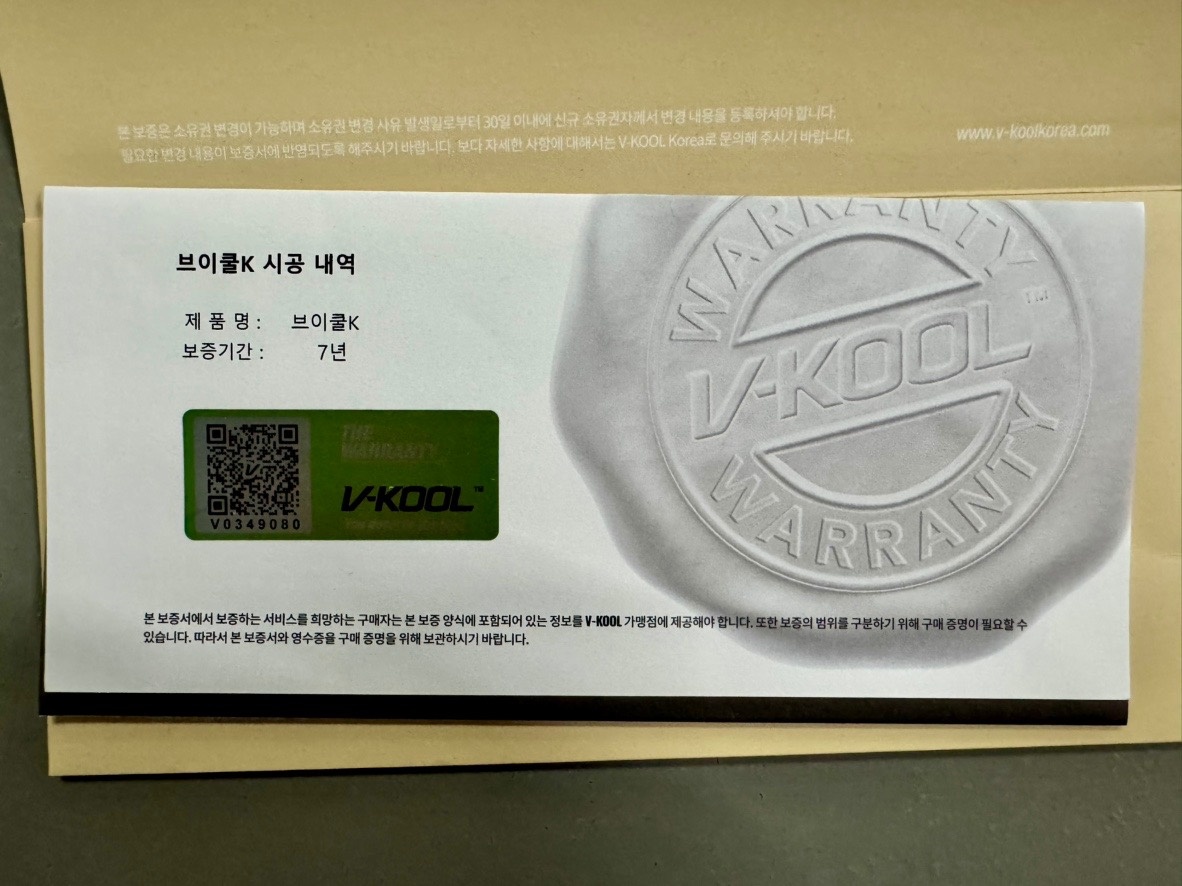 본 보증은 소유권 변경이 가능하며 소유권 변경 사유 발생일로부터 30일 이내에 신규 소유권자께서 변경 내용을 등록하셔야 합니다.
필요한 변경 내용이 보증서에 반영되도록 해주시기 바랍니다. 보다 자세한 사항에 대해서는 V-KOOL Korea로 문의해 주시기 바랍니다.
www.v-koolkorea.com
브이쿨K 시공 내역
제 품 명 : 브이쿨K
보증기간 : 7년
THE
WARRANTY
V-KOOL™
V0349080
WARRANTY
V-KOOL
TM
WARRANTY
본 보증서에서 보증하는 서비스를 희망하는 구매자는 본 보증 양식에 포함되어 있는 정보를 V-KOOL 가맹점에 제공해야 합니다. 또한 보증의 범위를 구분하기 위해 구매 증명이 필요할 수
있습니다. 따라서 본 보증서와 영수증을 구매 증명을 위해 보관하시기 바랍니다.